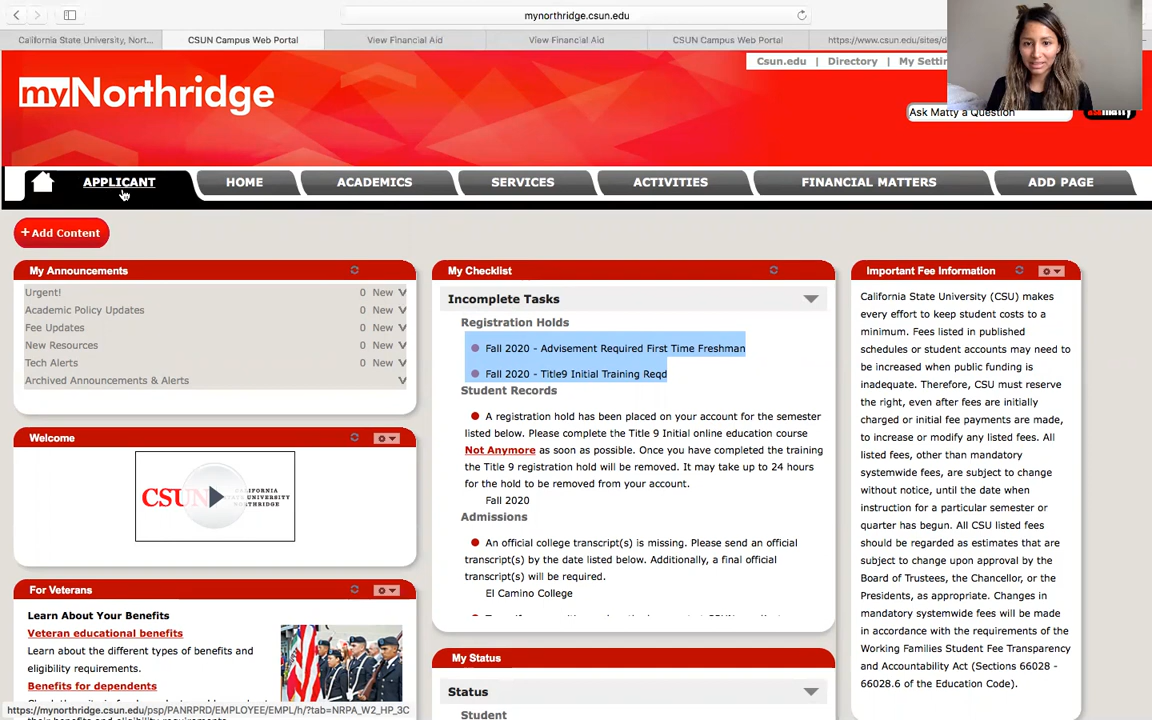 mynorthridge.csun.edu
California State University, Nort...
CSUN Campus Web Portal
View Financial Aid
View Financial Aid
CSUN Campus Web Portal
https://www.csun.edu/sites/d
Csun.edu | Directory | My Settin
myNorthridge
Ask Matty a Question
APPLICANT
HOME
ACADEMICS
SERVICES
ACTIVITIES
FINANCIAL MATTERS
ADD PAGE
+ Add Content
My Announcements
Urgent! 0 New
Academic Policy Updates 0 New
Fee Updates 0 New
New Resources 0 New
Tech Alerts 0 New
Archived Announcements & Alerts
Welcome
CSUN
For Veterans
Learn About Your Benefits
Veteran educational benefits
Learn about the different types of benefits and
eligibility requirements.
Benefits for dependents
https://mynorthridge.csun.edu/psp/PANRPRD/EMPLOYEE/EMPL/h/?tab=NRPA_W2_HP_3C
My Checklist
Incomplete Tasks
Registration Holds
Fall 2020 - Advisement Required First Time Freshman
Fall 2020 - Title9 Initial Training Reqd
Student Records
A registration hold has been placed on your account for the semester
listed below. Please complete the Title 9 Initial online education course
Not Anymore as soon as possible. Once you have completed the training
the Title 9 registration hold will be removed. It may take up to 24 hours
for the hold to be removed from your account.
Fall 2020
Admissions
An official college transcript(s) is missing. Please send an official
transcript(s) by the date listed below. Additionally, a final official
transcript(s) will be required.
El Camino College
My Status
Status
Student
Important Fee Information
California State University (CSU) makes
every effort to keep student costs to a
minimum. Fees listed in published
schedules or student accounts may need to
be increased when public funding is
inadequate. Therefore, CSU must reserve
the right, even after fees are initially
charged or initial fee payments are made,
to increase or modify any listed fees. All
listed fees, other than mandatory
systemwide fees, are subject to change
without notice, until the date when
instruction for a particular semester or
quarter has begun. All CSU listed fees
should be regarded as estimates that are
subject to change upon approval by the
Board of Trustees, the Chancellor, or the
Presidents, as appropriate. Changes in
mandatory systemwide fees will be made
in accordance with the requirements of the
Working Families Student Fee Transparency
and Accountability Act (Sections 66028 -
66028.6 of the Education Code).